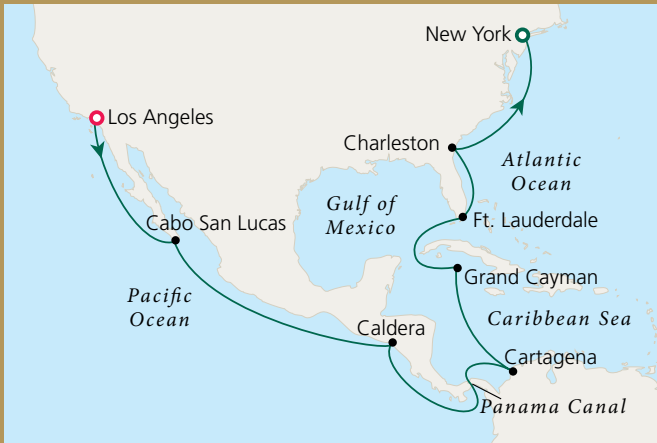 New York
Los Angeles
Charleston
Atlantic
Ocean
Gulf of
Mexico
Cabo San Lucas
Ft. Lauderdale
Grand Cayman
Pacific
Ocean
Caribbean Sea
Caldera
Cartagena
Panama Canal